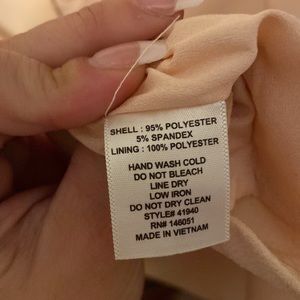 SHELL : 95% POLYESTER
5% SPANDEX
LINING : 100% POLYESTER
HAND WASH COLD
DO NOT BLEACH
LINE DRY
LOW IRON
DO NOT DRY CLEAN
STYLE# 41940
RN# 146051
MADE IN VIETNAM